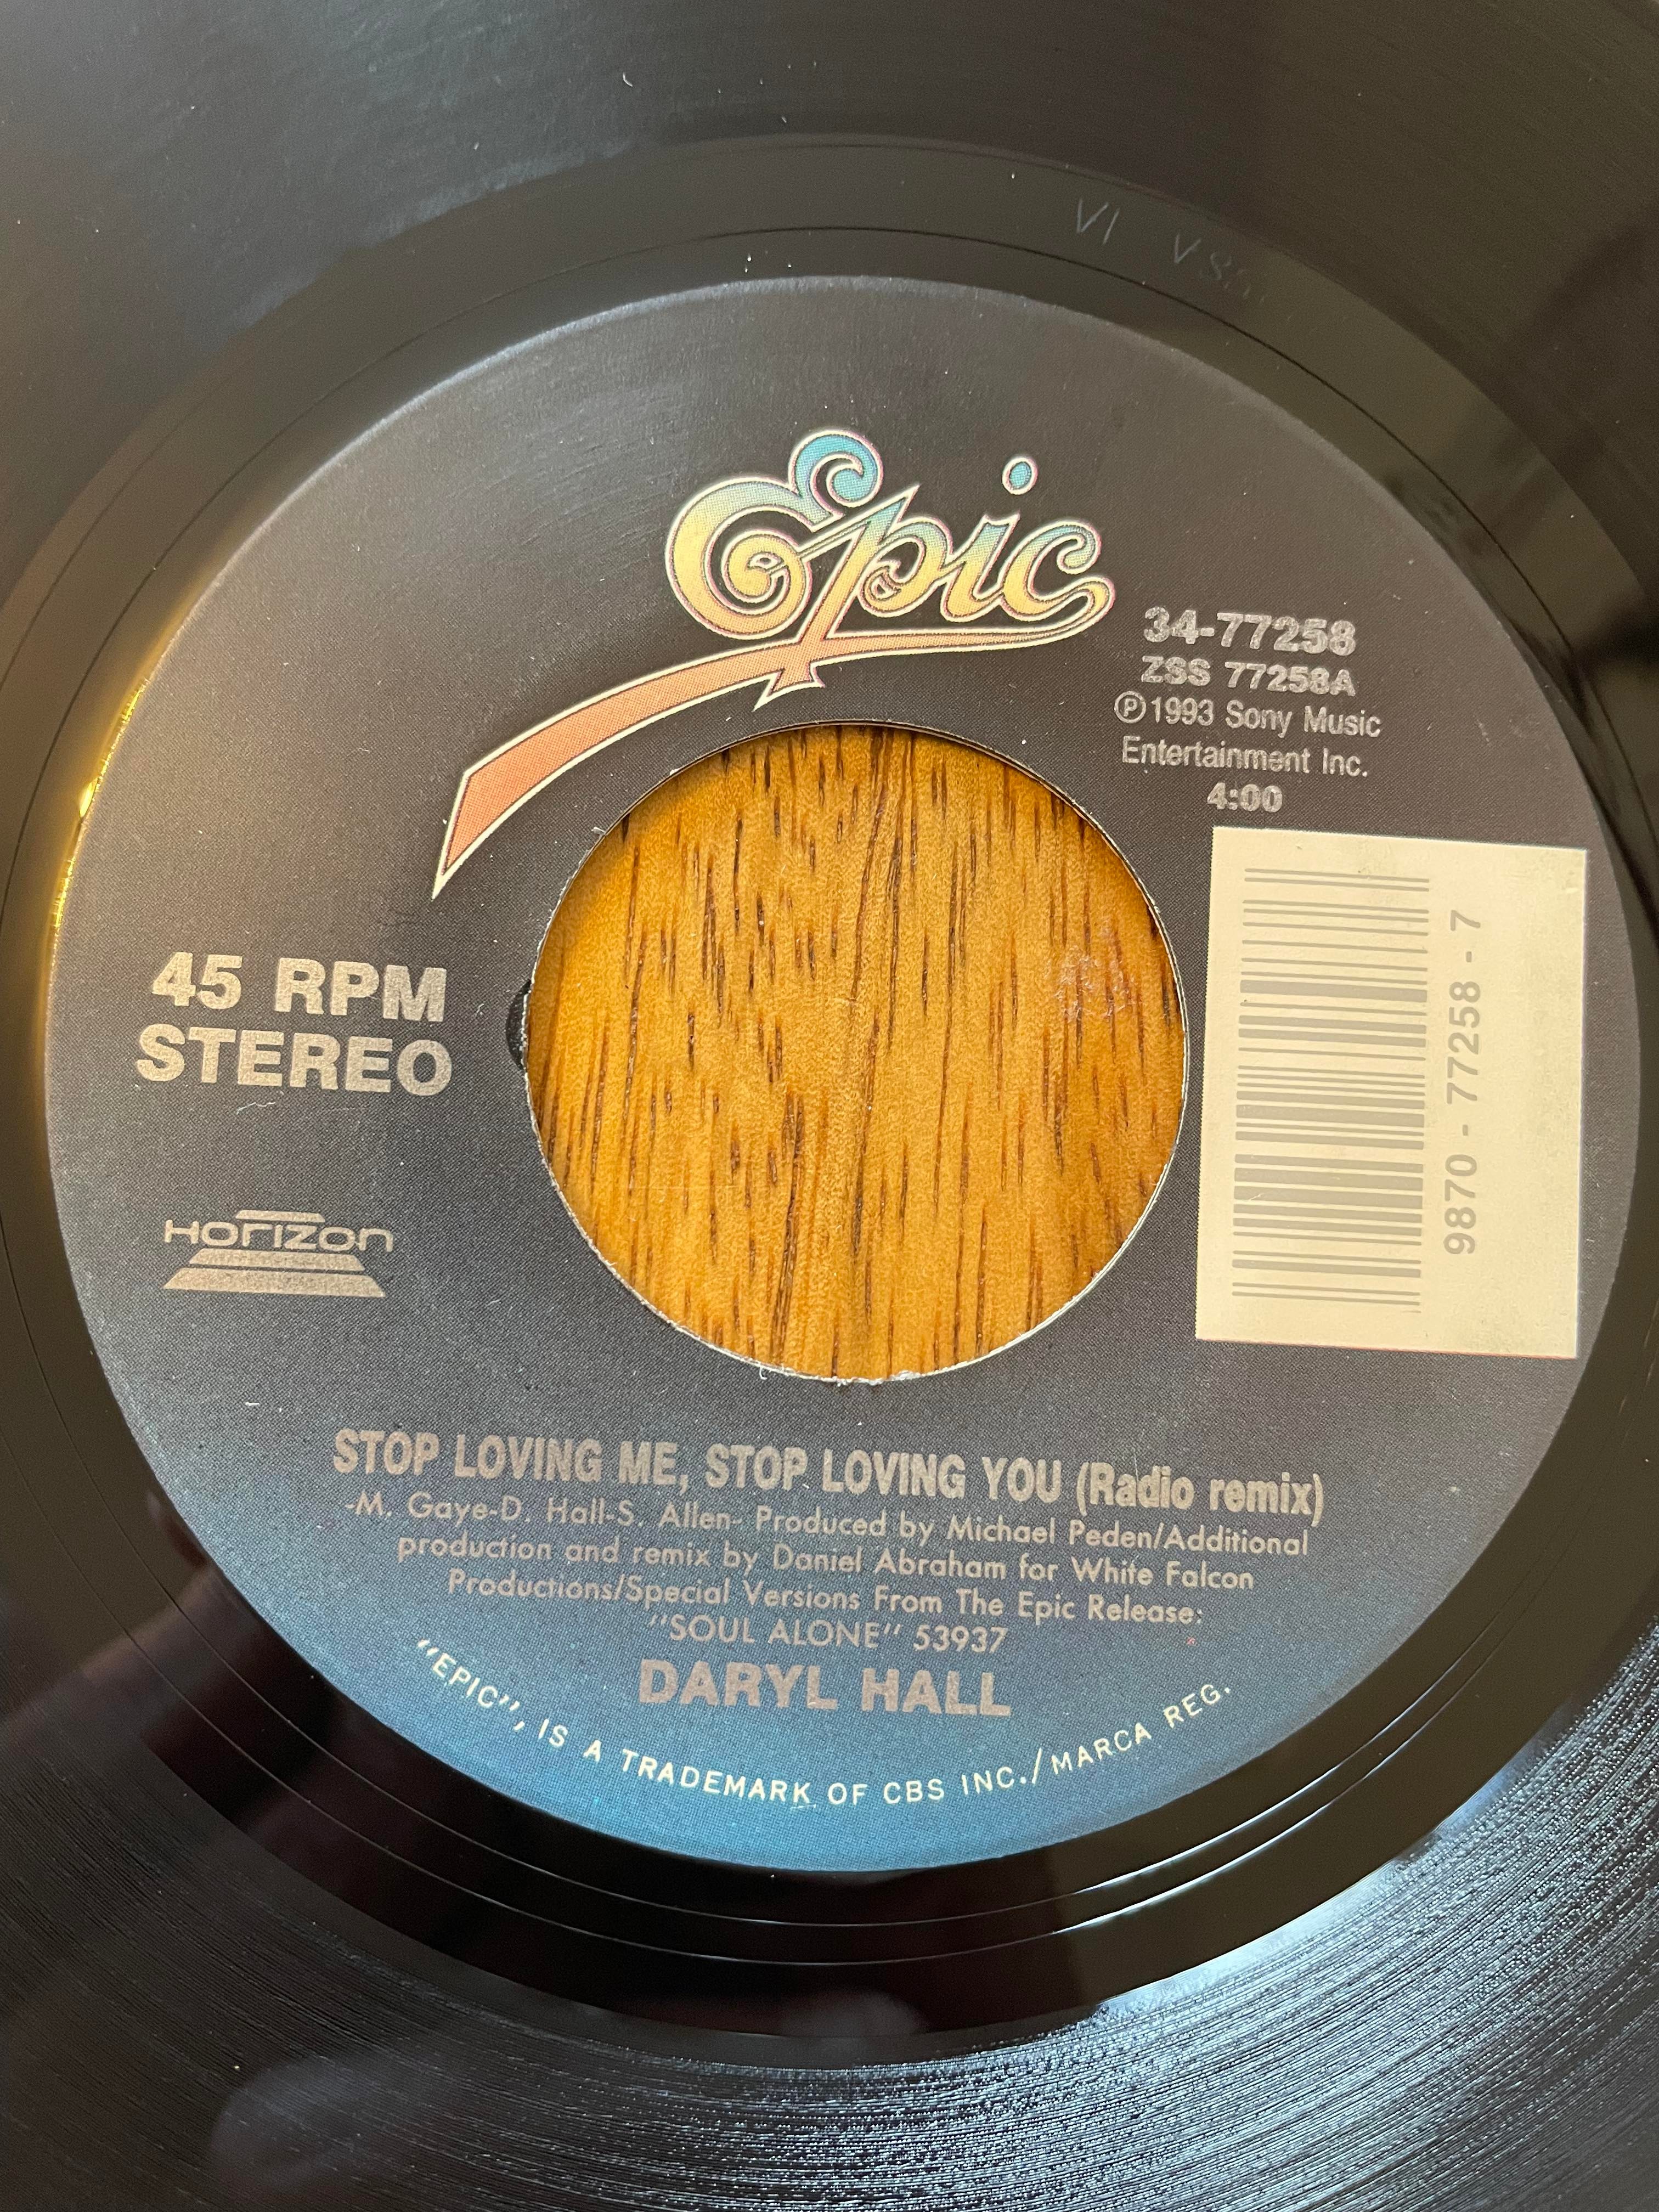 VI
Epic
34-77258
ZSS 77258A
Ⓟ1993 Sony Music
Entertainment Inc.
4:00
45 RPM
STEREO
9870 - 77258 - 7
HORIZON
STOP LOVING ME, STOP LOVING YOU (Radio remix)
-M. Gaye-D. Hall-S. Allen- Produced by Michael Peden/Additional
production and remix by Daniel Abraham for White Falcon
Productions/Special Versions From The Epic Release:
"SOUL ALONE" 53937
DARYL HALL
"EPIC", IS A TRADEMARK OF CBS INC./MARCA REG.